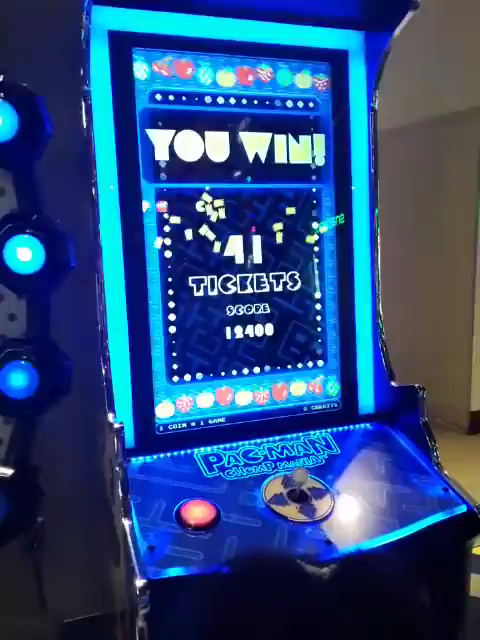 YOU WIN!
41
TICKETS
SCORE
12400
1 COIN = 1 GAME
0 CREDITS
PAC-MAN
CHOMP MANIA